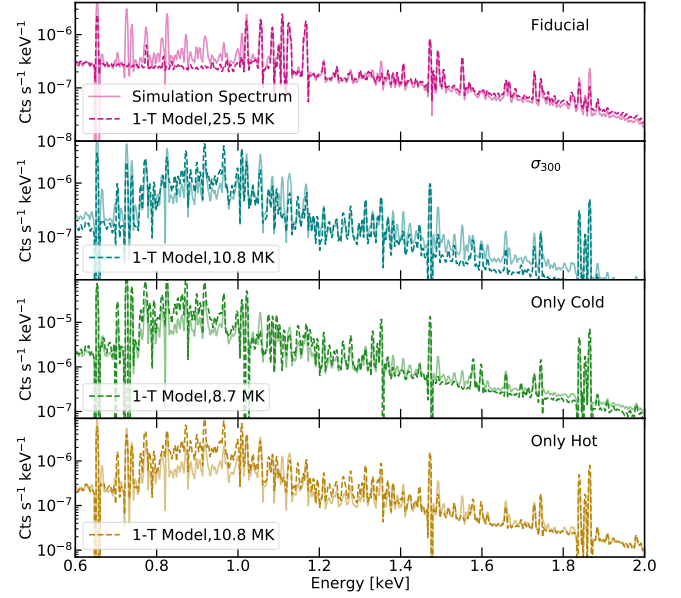 Fiducial
Cts s⁻¹ keV⁻¹
10⁻⁶
10⁻⁷
10⁻⁸
Simulation Spectrum
1-T Model,25.5 MK
σ₃₀₀
Cts s⁻¹ keV⁻¹
10⁻⁶
10⁻⁷
1-T Model,10.8 MK
Only Cold
Cts s⁻¹ keV⁻¹
10⁻⁵
10⁻⁶
10⁻⁷
1-T Model,8.7 MK
Only Hot
Cts s⁻¹ keV⁻¹
10⁻⁶
10⁻⁷
10⁻⁸
1-T Model,10.8 MK
0.6 0.8 1.0 1.2 1.4 1.6 1.8 2.0
Energy [keV]